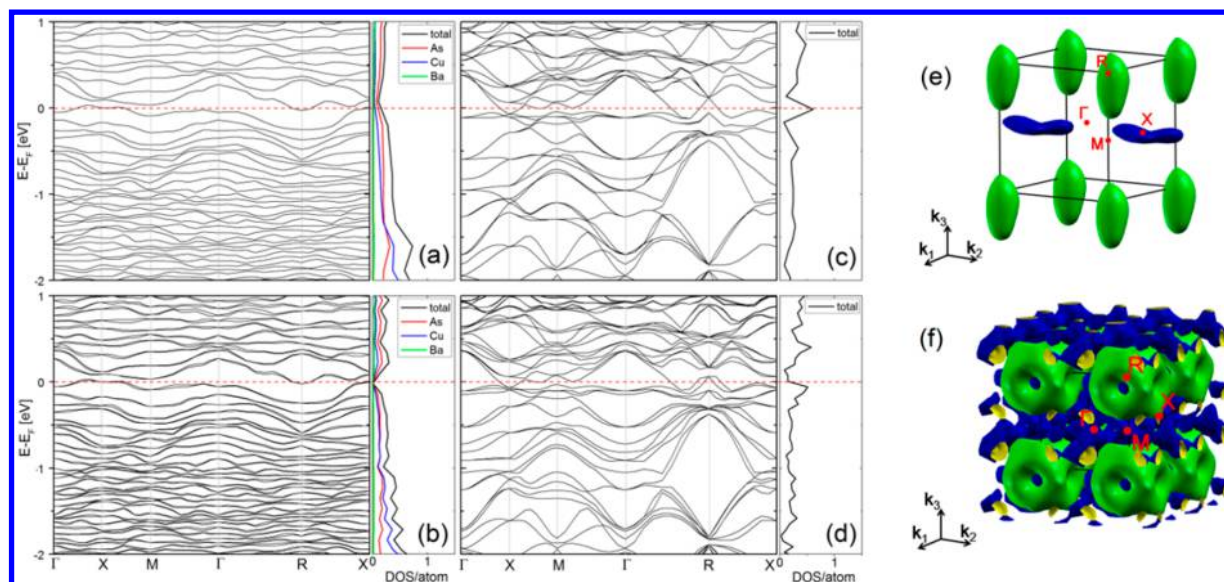 1
0
-1
-2
E-E_F [eV]
total
As
Cu
Ba
(a)
total
(c)
1
0
-1
-2
E-E_F [eV]
Γ X M Γ R X
total
As
Cu
Ba
(b)
0 1
DOS/atom
Γ X M Γ R X
total
(d)
0 1
DOS/atom
(e)
R
Γ
X
M
k₃
k₁ k₂
(f)
R
X
Γ
M
k₃
k₁ k₂